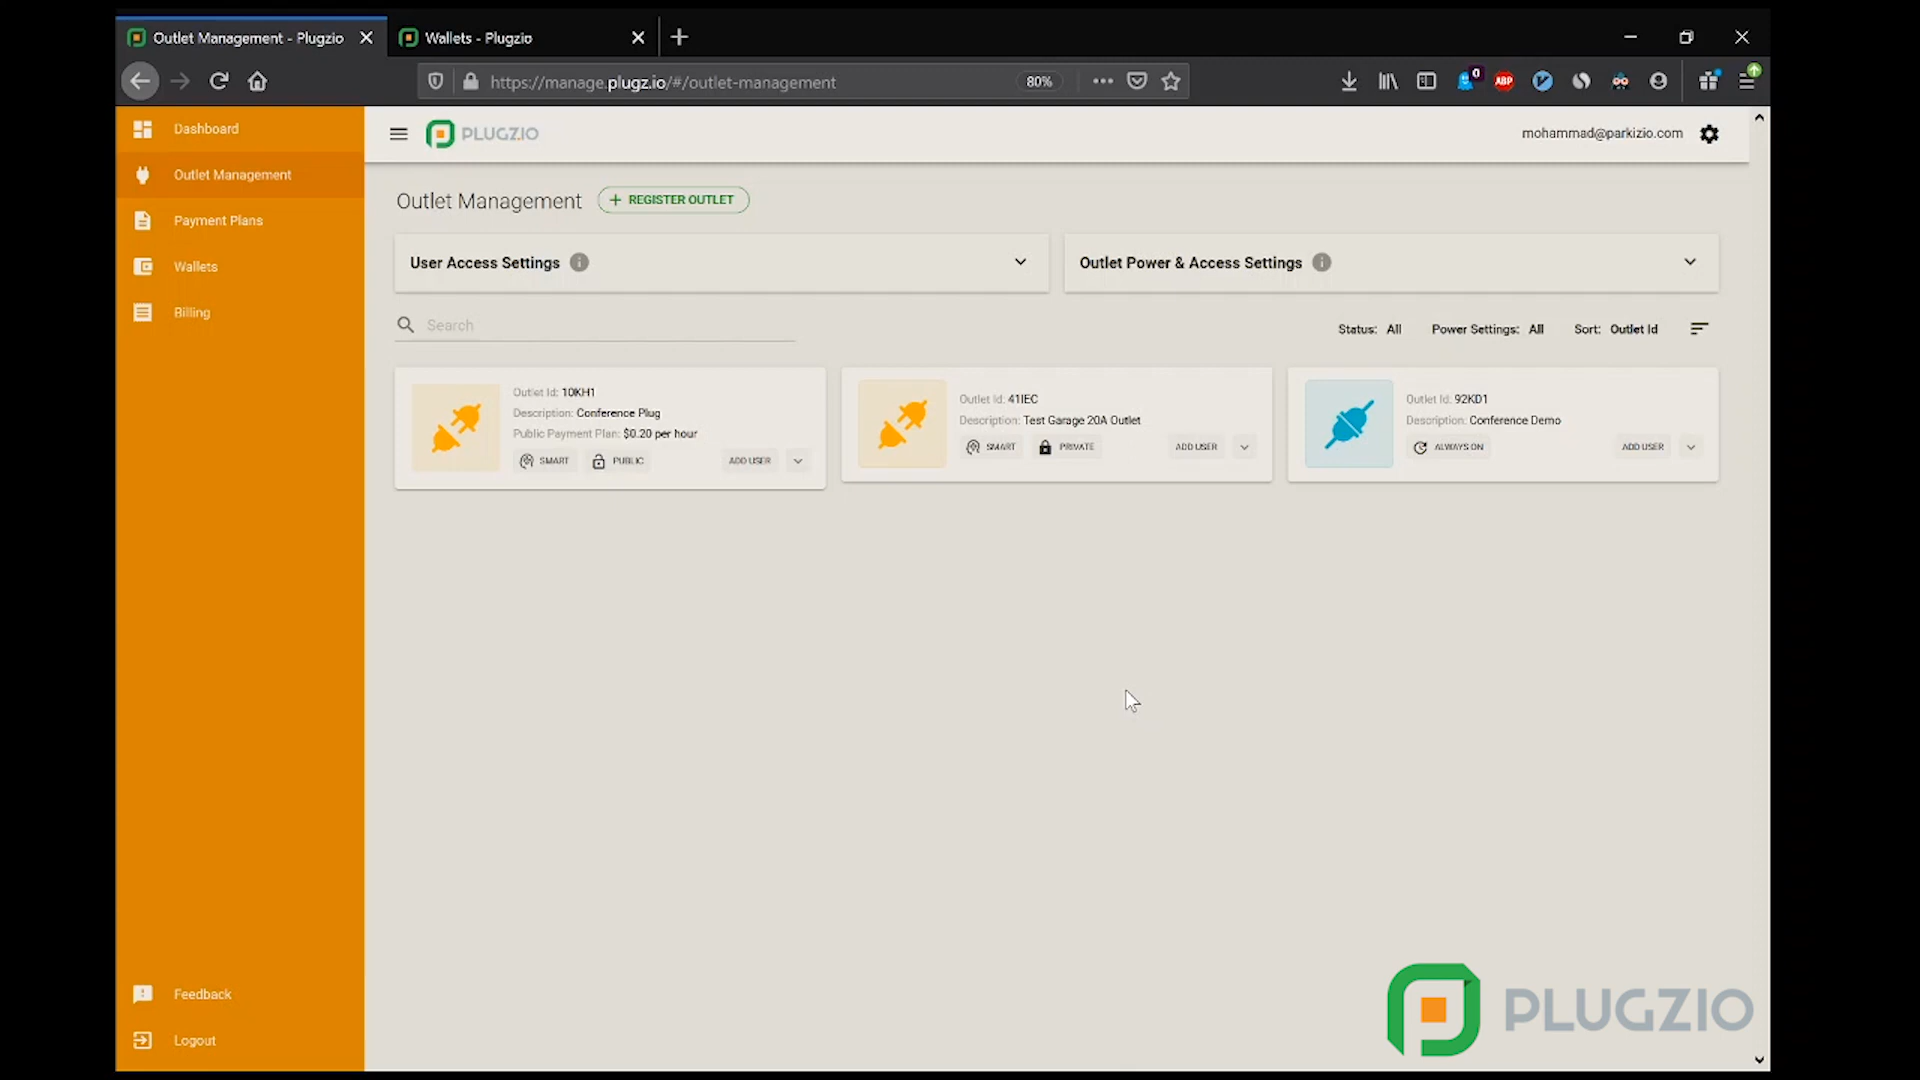 Outlet Management - Plugzio
Wallets - Plugzio
https://manage.plugz.io/#/outlet-management
80%
0
ABP
Dashboard
Outlet Management
Payment Plans
Wallets
Billing
Feedback
Logout
PLUGZIO
mohammad@parkizio.com
Outlet Management
+ REGISTER OUTLET
User Access Settings
Outlet Power & Access Settings
Search
Status: All
Power Settings: All
Sort: Outlet Id
Outlet Id: 10KH1
Description: Conference Plug
Public Payment Plan: $0.20 per hour
SMART
PUBLIC
ADD USER
Outlet Id: 41IEC
Description: Test Garage 20A Outlet
SMART
PRIVATE
ADD USER
Outlet Id: 92KD1
Description: Conference Demo
ALWAYS ON
ADD USER
PLUGZIO